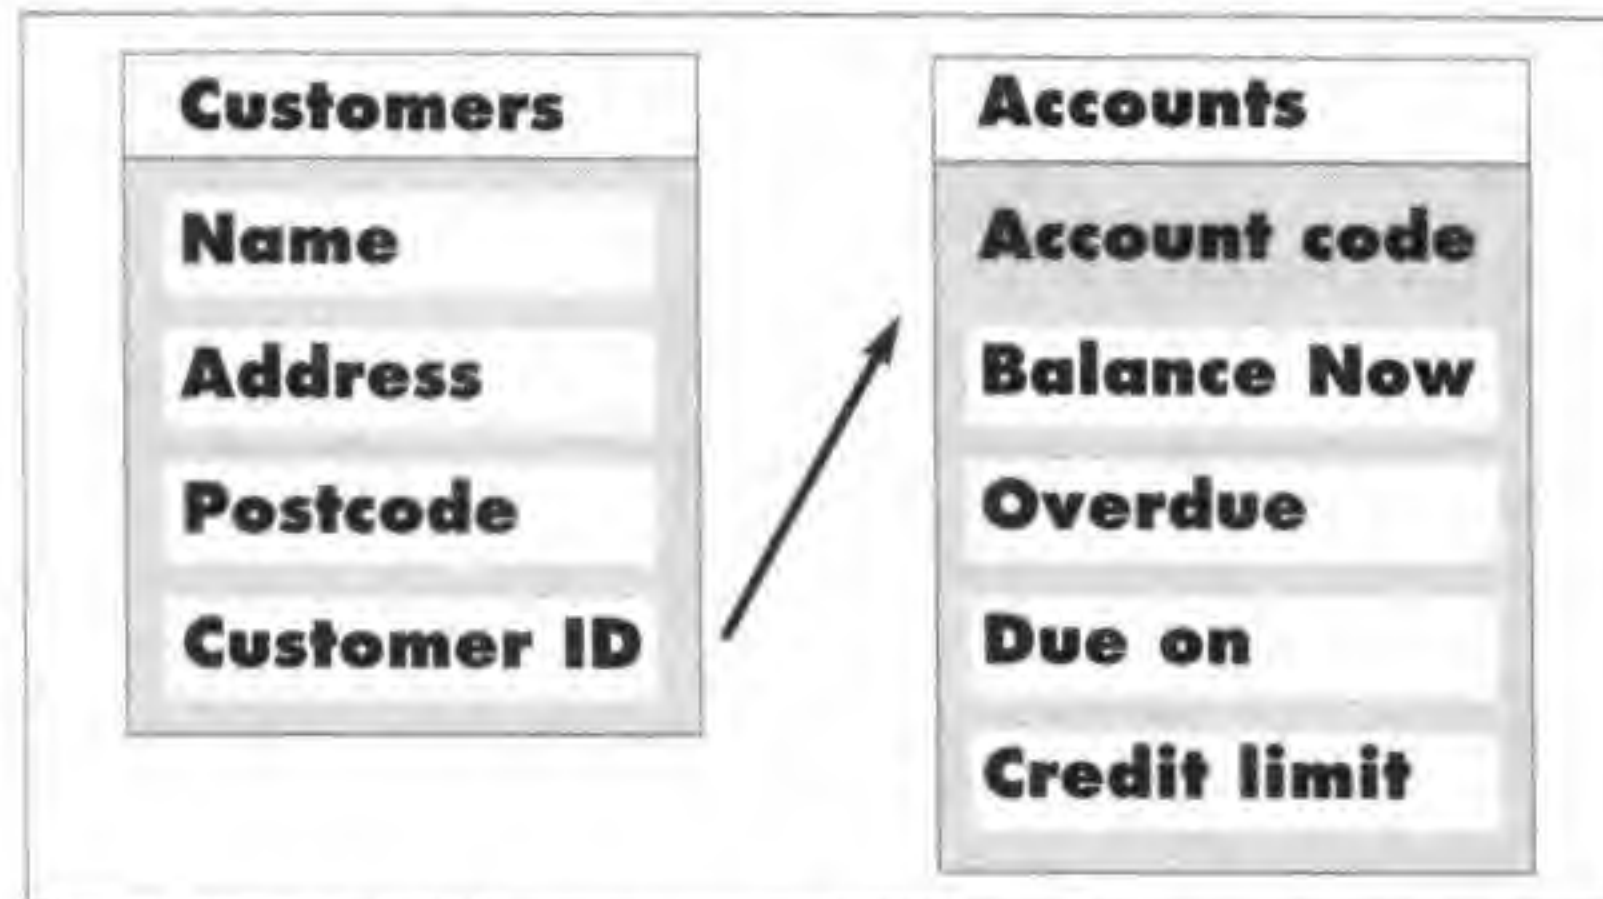 Customers
Name
Address
Postcode
Customer ID
Accounts
Account code
Balance Now
Overdue
Due on
Credit limit